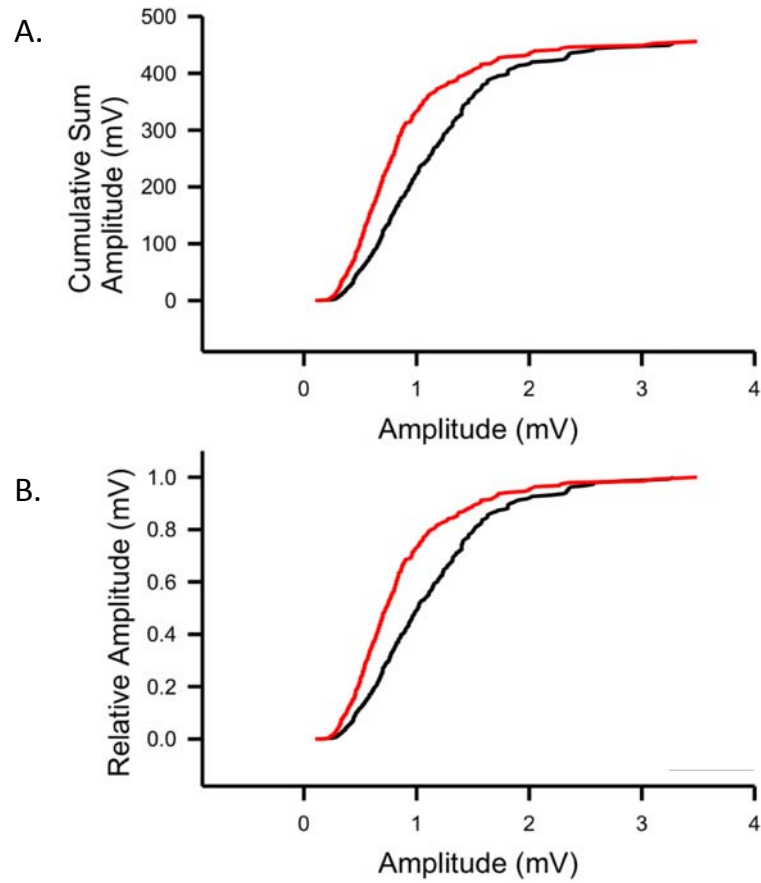 A.
Cumulative Sum
Amplitude (mV)
500
400
300
200
100
0
0 1 2 3 4
Amplitude (mV)
B.
Relative Amplitude (mV)
1.0
0.8
0.6
0.4
0.2
0.0
0 1 2 3 4
Amplitude (mV)